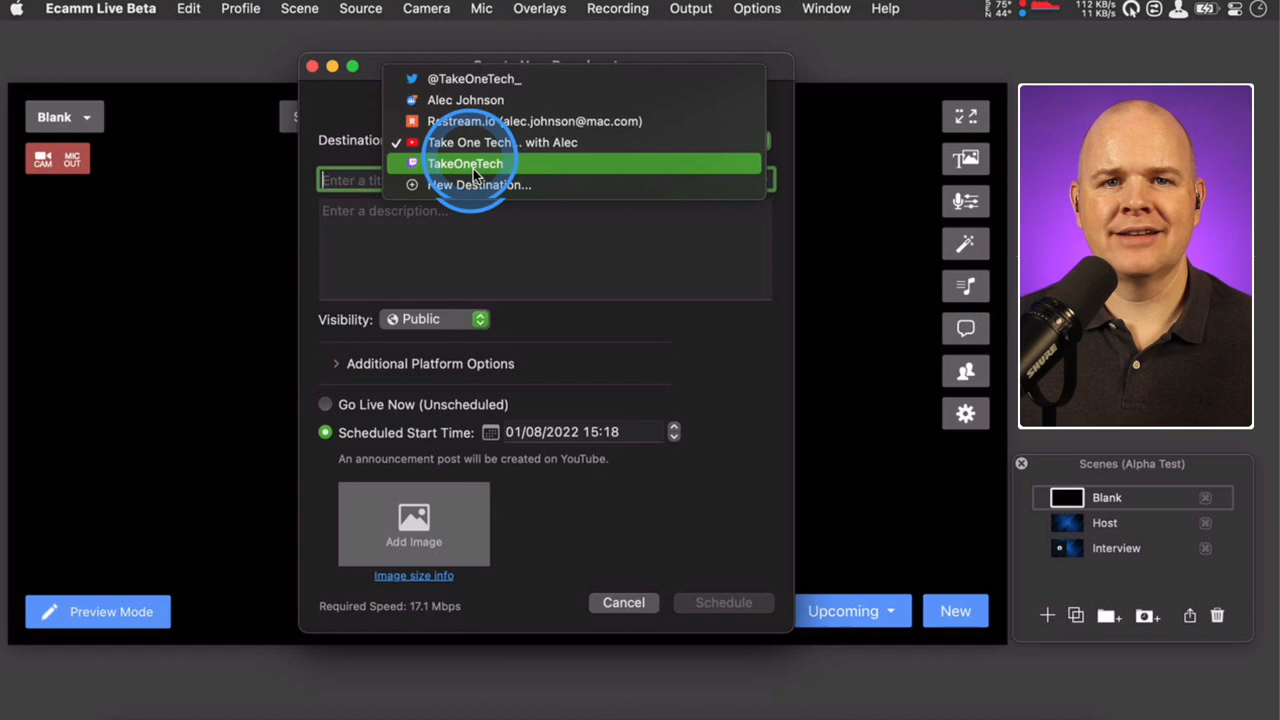 Ecamm Live Beta Edit Profile Scene Source Camera Mic Overlays Recording Output Options Window Help
75° 112 KB/s
44° 11 KB/s
Blank
CAM MIC OUT
@TakeOneTech_
Alec Johnson
Restream.io (alec.johnson@mac.com)
Take One Tech... with Alec
TakeOneTech
New Destination...
Enter a description...
Visibility: Public
Additional Platform Options
Go Live Now (Unscheduled)
Scheduled Start Time: 01/08/2022 15:18
An announcement post will be created on YouTube.
Add Image
Image size info
Required Speed: 17.1 Mbps
Cancel
Schedule
Preview Mode
Upcoming
New
SHURE
Scenes (Alpha Test)
Blank
Host
Interview